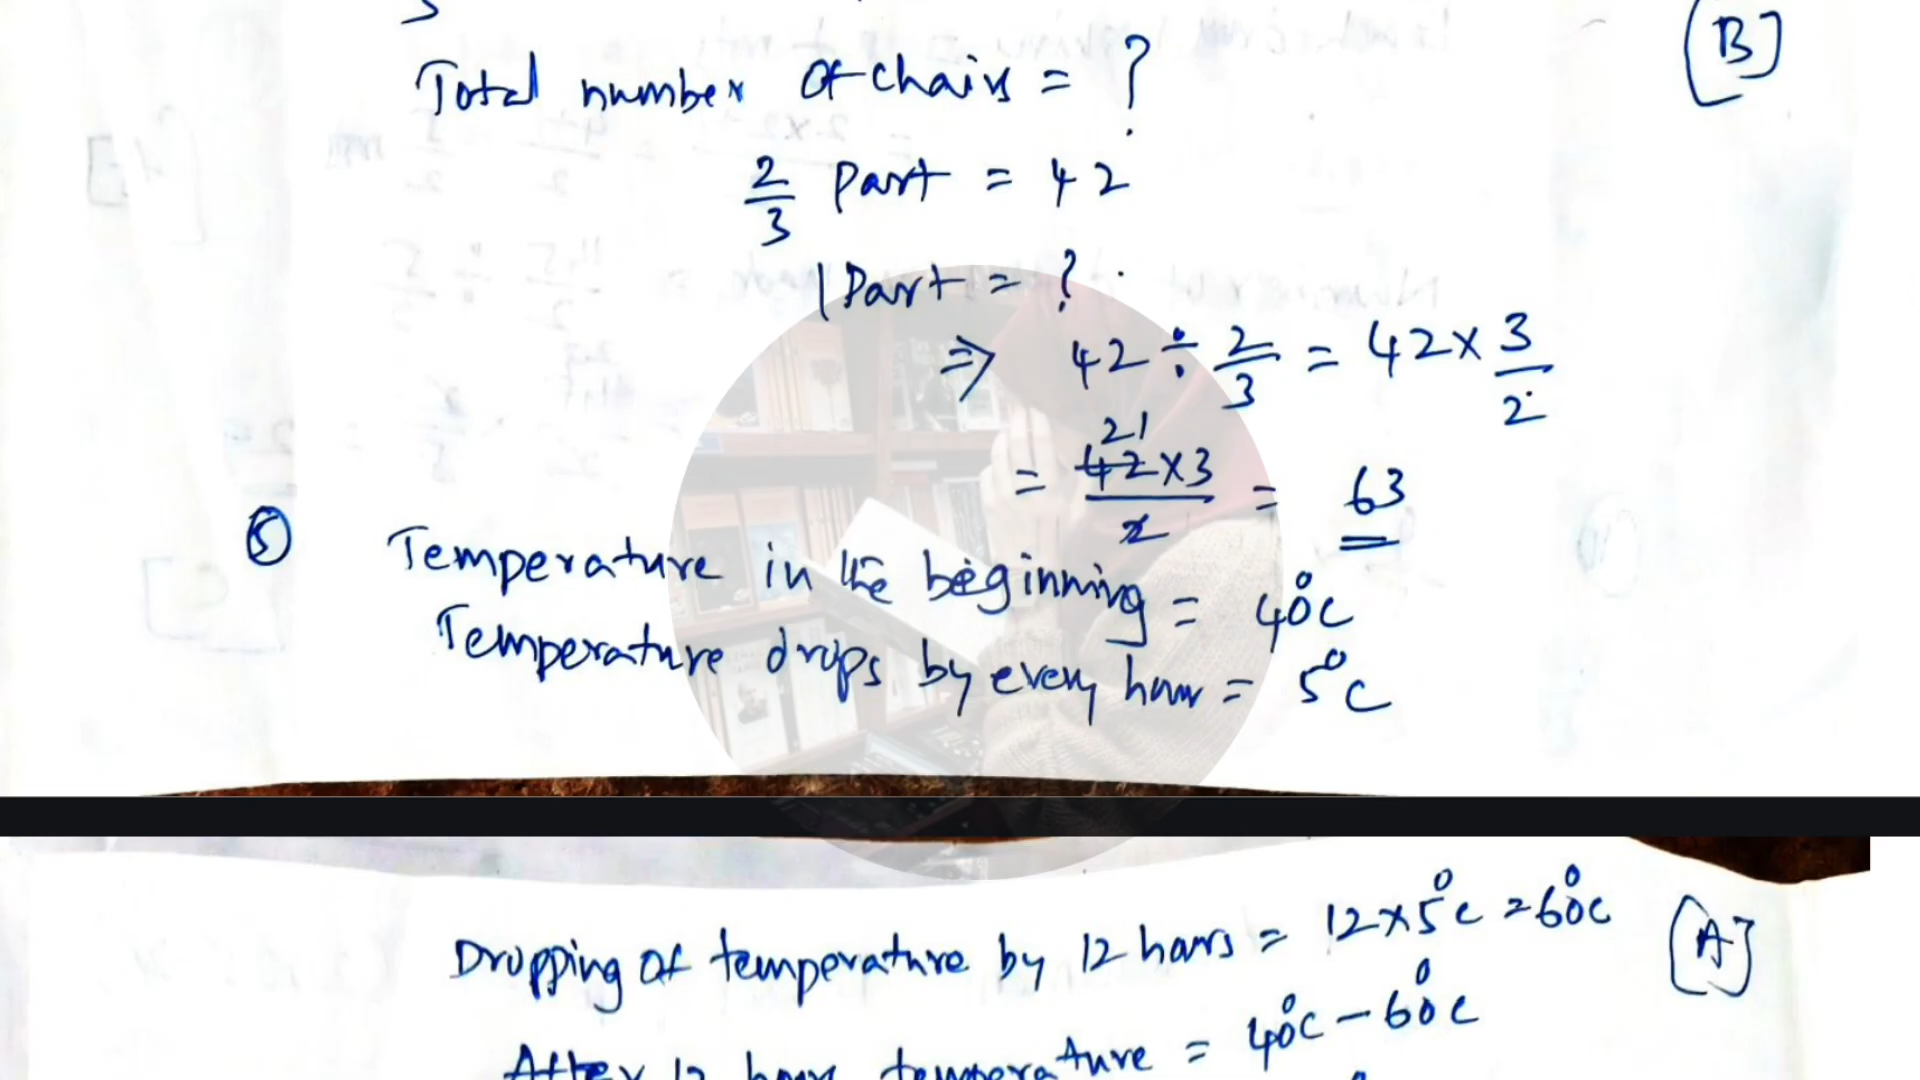 Total number of chairs = ?
[B]
2/3 part = 42
1 Part = ?
⇒ 42 ÷ 2/3 = 42 × 3/2
= 42×3/2 = 63
21
⑤ Temperature in the beginning = 40°C
Temperature drops by every hour = 5°C
Dropping of temperature by 12 hours = 12×5°C = 60°C
[A]
After 12 hours temperature = 40°C − 60°C